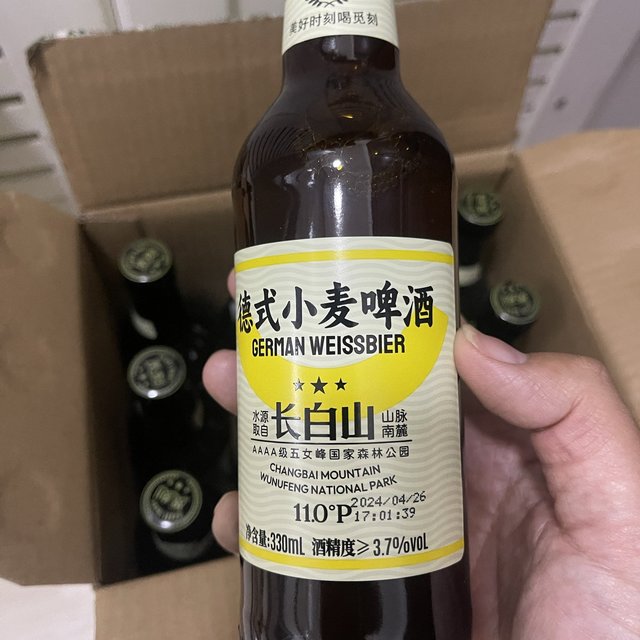 美好时刻喝觅刻
德式小麦啤酒
GERMAN WEISSBIER
水源取自 长白山 山脉南麓
AAAA级五女峰国家森林公园
CHANGBAI MOUNTAIN
WUNUFENG NATIONAL PARK
11.0°P 2024/04/26
17:01:39
净含量:330mL 酒精度≥3.7%vol